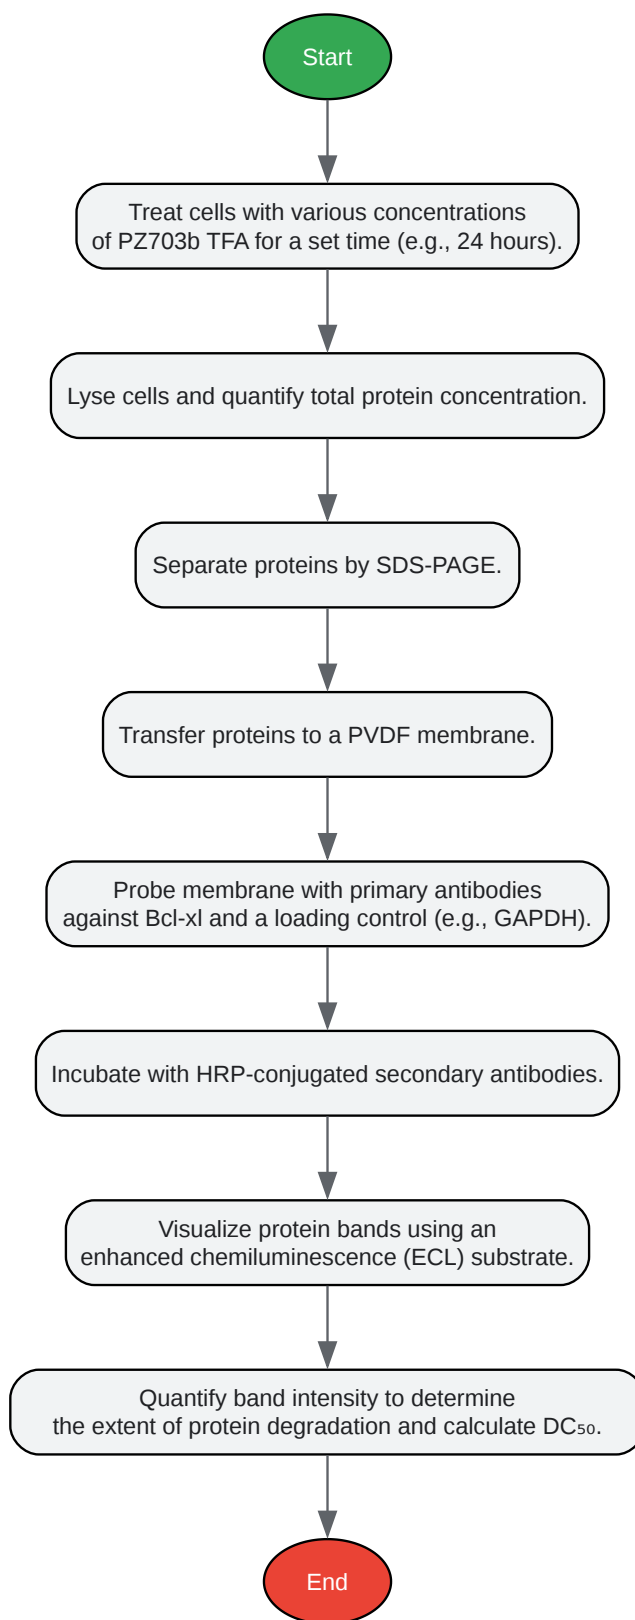 Start
Treat cells with various concentrations
of PZ703b TFA for a set time (e.g., 24 hours).
Lyse cells and quantify total protein concentration.
Separate proteins by SDS-PAGE.
Transfer proteins to a PVDF membrane.
Probe membrane with primary antibodies
against Bcl-xl and a loading control (e.g., GAPDH).
Incubate with HRP-conjugated secondary antibodies.
Visualize protein bands using an
enhanced chemiluminescence (ECL) substrate.
Quantify band intensity to determine
the extent of protein degradation and calculate DC₅₀.
End